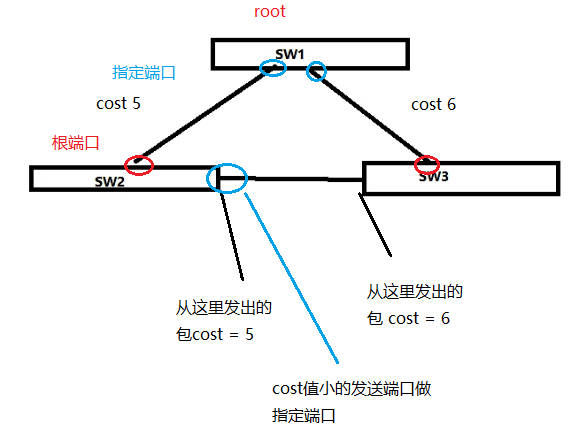 root
SW1
指定端口
cost 5
cost 6
根端口
SW2
SW3
从这里发出的
包cost = 5
从这里发出的
包 cost = 6
cost值小的发送端口做
指定端口